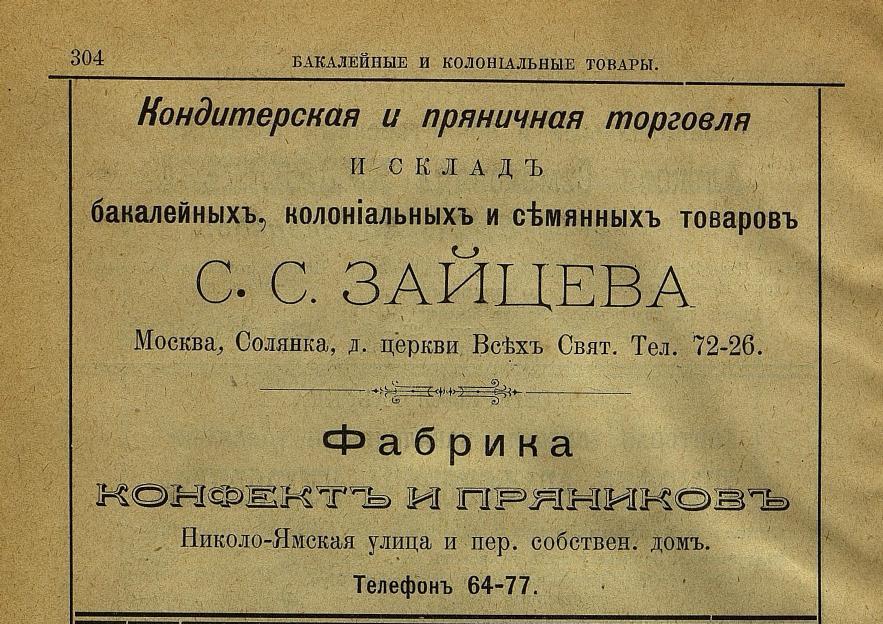 304
БАКАЛЕЙНЫЕ И КОЛОНІАЛЬНЫЕ ТОВАРЫ.
Кондитерская и пряничная торговля
И СКЛАДЪ
бакалейныхъ, колоніальныхъ и сѣмянныхъ товаровъ
С. С. ЗАЙЦЕВА
Москва, Солянка, д. церкви Всѣхъ Свят. Тел. 72-26.
Фабрика
КОНФЕКТЪ И ПРЯНИКОВЪ
Николо-Ямская улица и пер. собствен. домъ.
Телефонъ 64-77.